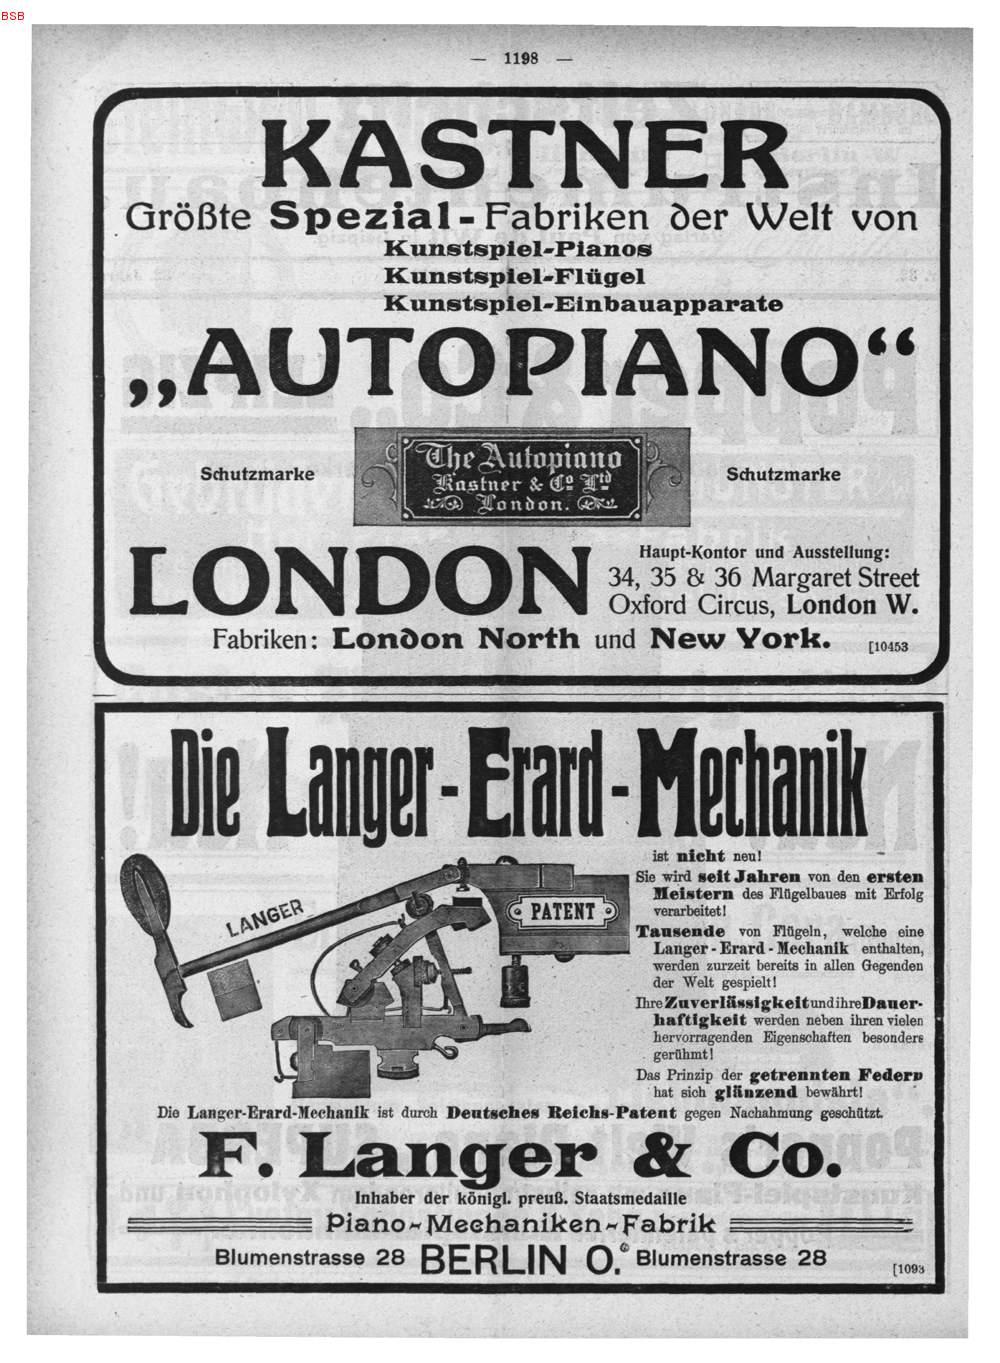 BSB
— 1198 —
KASTNER
Größte Spezial-Fabriken der Welt von
Kunstspiel-Pianos
Kunstspiel-Flügel
Kunstspiel-Einbauapparate
„AUTOPIANO“
Schutzmarke
The Autopiano
Kastner & Co Ltd
London.
Schutzmarke
LONDON
Haupt-Kontor und Ausstellung:
34, 35 & 36 Margaret Street
Oxford Circus, London W.
Fabriken: London North und New York.
[10453
Die Langer-Erard-Mechanik
LANGER
PATENT
ist nicht neu!
Sie wird seit Jahren von den ersten
Meistern des Flügelbaues mit Erfolg
verarbeitet!
Tausende von Flügeln, welche eine
Langer-Erard-Mechanik enthalten,
werden zurzeit bereits in allen Gegenden
der Welt gespielt!
Ihre Zuverlässigkeit und ihre Dauer-
haftigkeit werden neben ihren vielen
hervorragenden Eigenschaften besonders
gerühmt!
Das Prinzip der getrennten Federn
hat sich glänzend bewährt!
Die Langer-Erard-Mechanik ist durch Deutsches Reichs-Patent gegen Nachahmung geschützt.
F. Langer & Co.
Inhaber der königl. preuß. Staatsmedaille
Piano-Mechaniken-Fabrik
Blumenstrasse 28 BERLIN O. Blumenstrasse 28
[1093